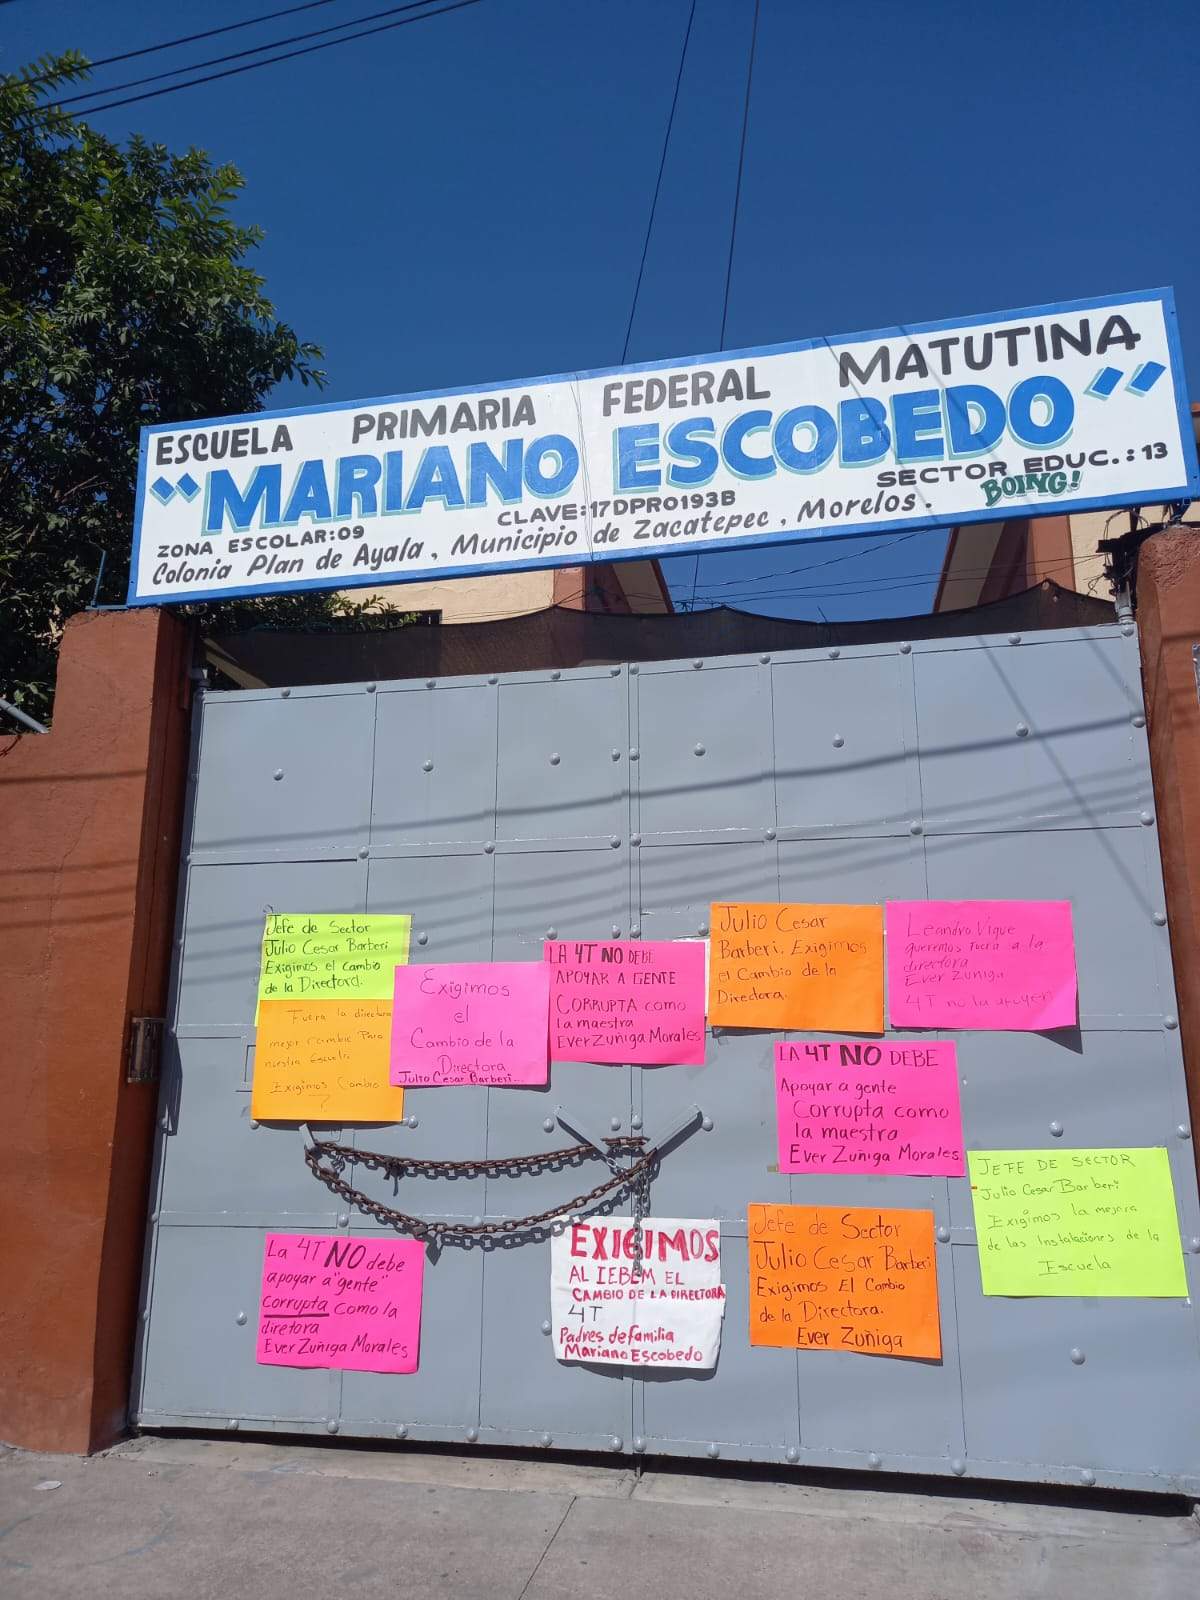 ESCUELA PRIMARIA FEDERAL MATUTINA
"MARIANO ESCOBEDO"
ZONA ESCOLAR:09 CLAVE:17DPRO193B SECTOR EDUC.:13
Colonia Plan de Ayala, Municipio de Zacatepec, Morelos.
BOING!
Jefe de Sector
Julio Cesar Barberi
Exigimos el Cambio
de la Directora.
Fuera la directora
mejor Cambie Para
nuestra Escuela
Exigimos Cambio
?
Exigimos
el
Cambio de la
Directora
Julio Cesar Barberi...
LA 4T NO DEBE
APOYAR A GENTE
CORRUPTA como
la maestra
Ever Zuñiga Morales
Julio Cesar
Barberi. Exigimos
el Cambio de la
Directora.
Leandro Vique
queremos fuera a la
directora
Ever Zuñiga
4T no la apoyen
LA 4T NO DEBE
Apoyar a gente
Corrupta como
la maestra
Ever Zuñiga Morales
JEFE DE SECTOR
Julio Cesar Barberi
Exigimos la mejora
de las Instalaciones de la
Escuela
La 4T NO debe
apoyar a "gente"
Corrupta como la
diretora
Ever Zuñiga Morales
EXIGIMOS
AL IEBEM EL
CAMBIO DE LA DIRECTORA
4T
Padres de familia
Mariano Escobedo
Jefe de Sector
Julio Cesar Barberi
Exigimos El Cambio
de la Directora.
Ever Zuñiga